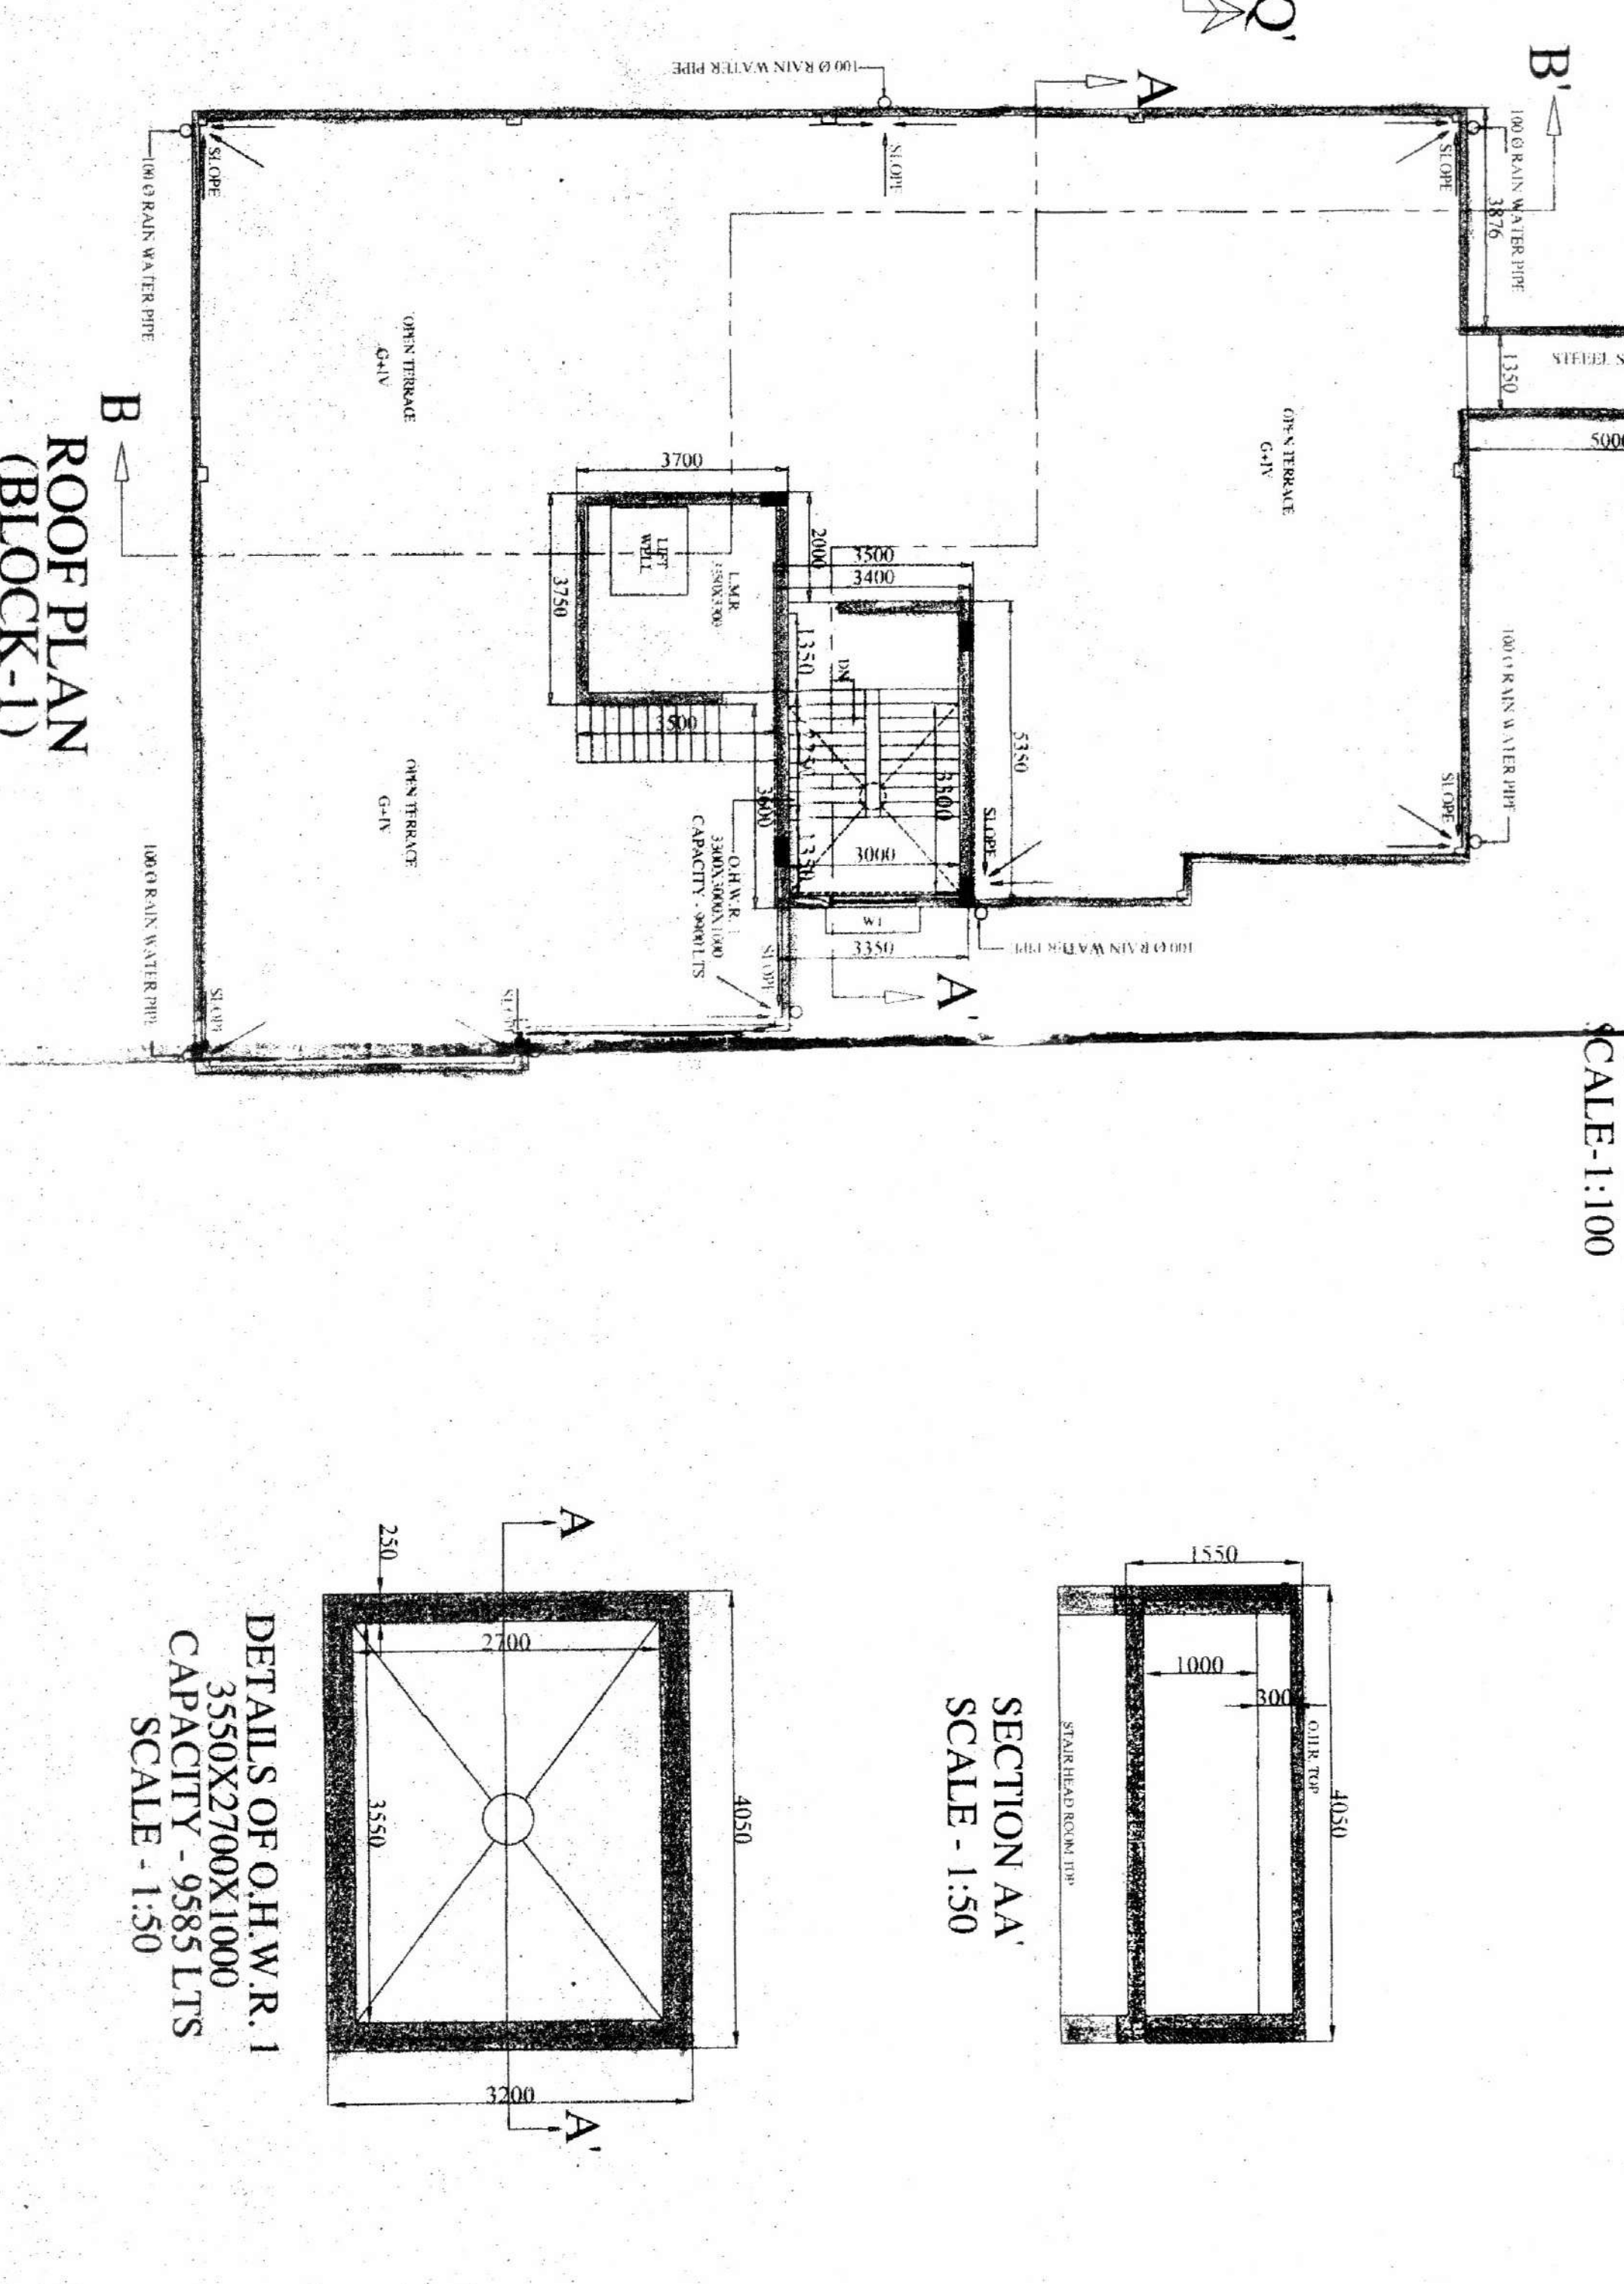 Q'
B'
A
100 Ø RAIN WATER PIPE
100 Ø RAIN WATER PIPE
3876
SLOPE
SLOPE
SLOPE
100 Ø RAIN WATER PIPE
1350
5000
OPEN TERRACE
G+IV
OPEN TERRACE
G+IV
3700
2000
3500
3400
LIFT
WELL
L.M.R.
3750
1350
DN
3500
5350
3300
3600
1350
3000
SLOPE
SLOPE
100 Ø RAIN WATER PIPE
O.H.W.R. 1
3300X3000X1000
CAPACITY - 9900 LTS
SLOPE
W1
3350
100 Ø RAIN WATER PIPE
OPEN TERRACE
G+IV
100 Ø RAIN WATER PIPE
SLOPE
A'
B
ROOF PLAN
(BLOCK-1)
SCALE-1:100
1550
1000
300
O.H.R. TOP
4050
STAIR HEAD ROOM TOP
SECTION AA'
SCALE - 1:50
A
250
2700
3550
4050
3200
A'
DETAILS OF O.H.W.R. 1
3550X2700X1000
CAPACITY - 9585 LTS
SCALE - 1:50